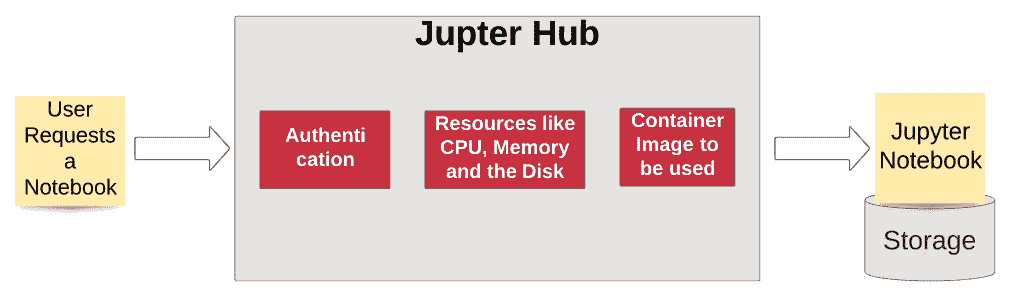 Jupter Hub
User
Requests
a
Notebook
Authenti
cation
Resources like
CPU, Memory
and the Disk
Container
Image to
be used
Jupyter
Notebook
Storage